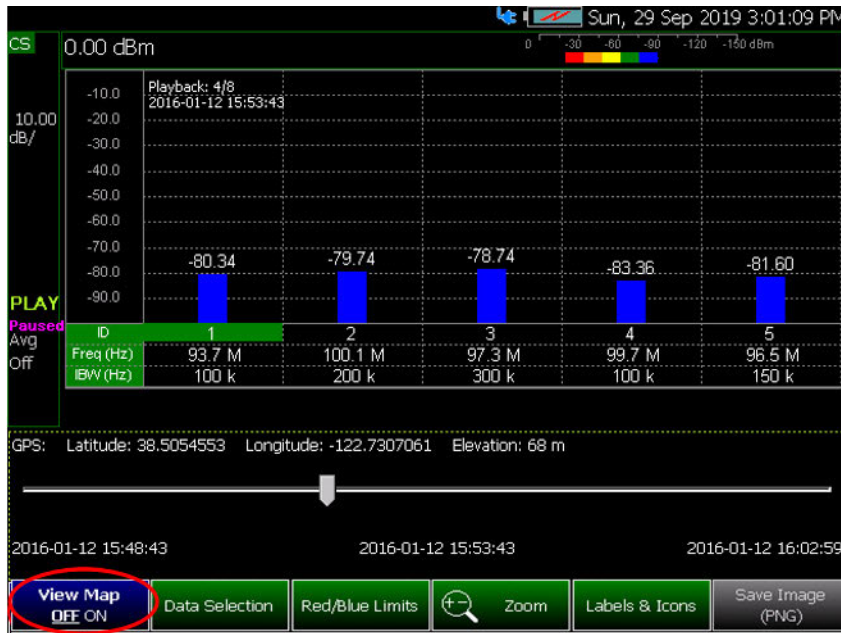 Sun, 29 Sep 2019 3:01:09 PM
CS 0.00 dBm 0 -30 -60 -90 -120 -150 dBm
10.00
dB/
Playback: 4/8
2016-01-12 15:53:43
-10.0
-20.0
-30.0
-40.0
-50.0
-60.0
-70.0
-80.0
-90.0
-80.34 -79.74 -78.74 -83.36 -81.60
PLAY
Paused
Avg
Off
ID 1 2 3 4 5
Freq (Hz) 93.7 M 100.1 M 97.3 M 99.7 M 96.5 M
IBW (Hz) 100 k 200 k 300 k 100 k 150 k
GPS: Latitude: 38.5054553 Longitude: -122.7307061 Elevation: 68 m
2016-01-12 15:48:43 2016-01-12 15:53:43 2016-01-12 16:02:59
View Map
OFF ON
Data Selection
Red/Blue Limits
Zoom
Labels & Icons
Save Image
(PNG)